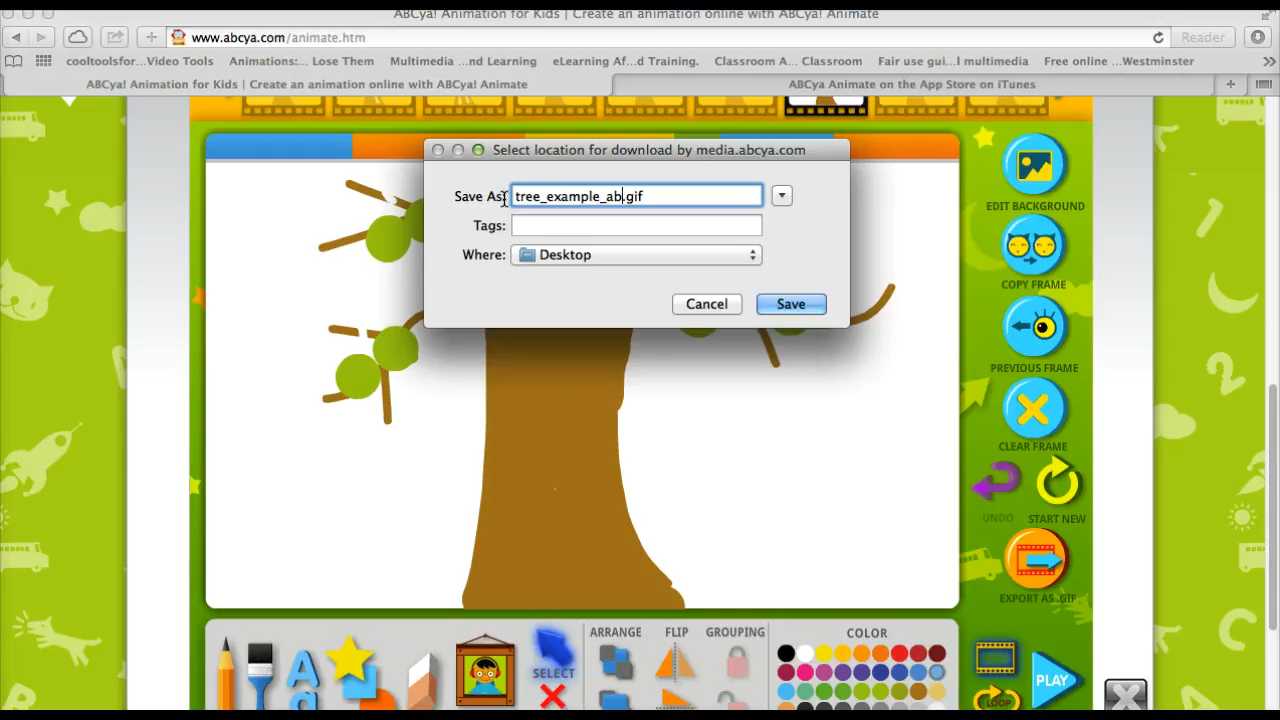 ABCya! Animation for Kids | Create an animation online with ABCya! Animate
www.abcya.com/animate.htm
Reader
cooltoolsfor...Video Tools
Animations:... Lose Them
Multimedia ...nd Learning
eLearning Af...d Training.
Classroom A... Classroom
Fair use gui...l multimedia
Free online ...Westminster
ABCya! Animation for Kids | Create an animation online with ABCya! Animate
ABCya Animate on the App Store on iTunes
Select location for download by media.abcya.com
Save As: tree_example_ab.gif
Tags:
Where: Desktop
Cancel
Save
EDIT BACKGROUND
COPY FRAME
PREVIOUS FRAME
CLEAR FRAME
UNDO
START NEW
EXPORT AS .GIF
ARRANGE
FLIP
GROUPING
COLOR
SELECT
PLAY
LOOP